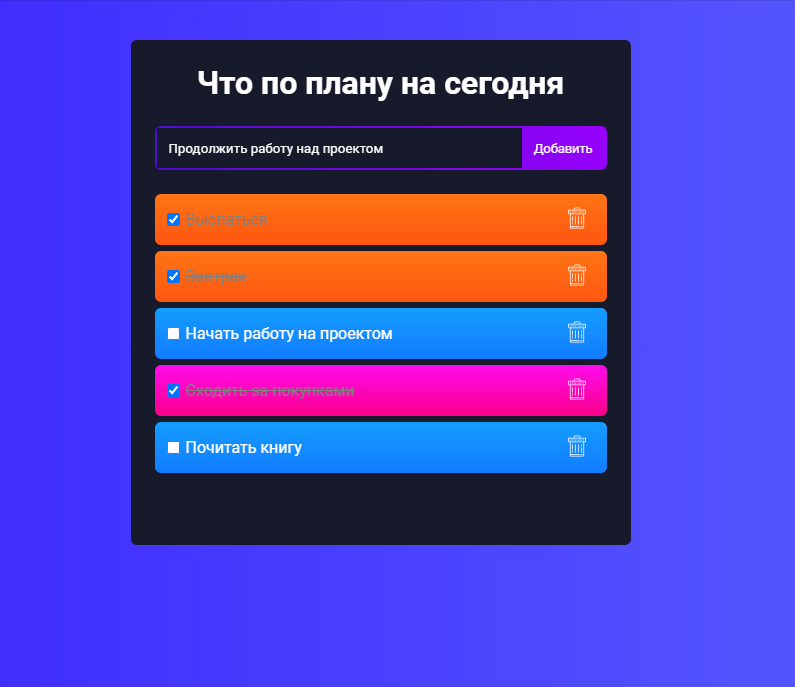 Что по плану на сегодня
Продолжить работу над проектом
Добавить
Выспаться
Завтрак
Начать работу на проектом
Сходить за покупками
Почитать книгу